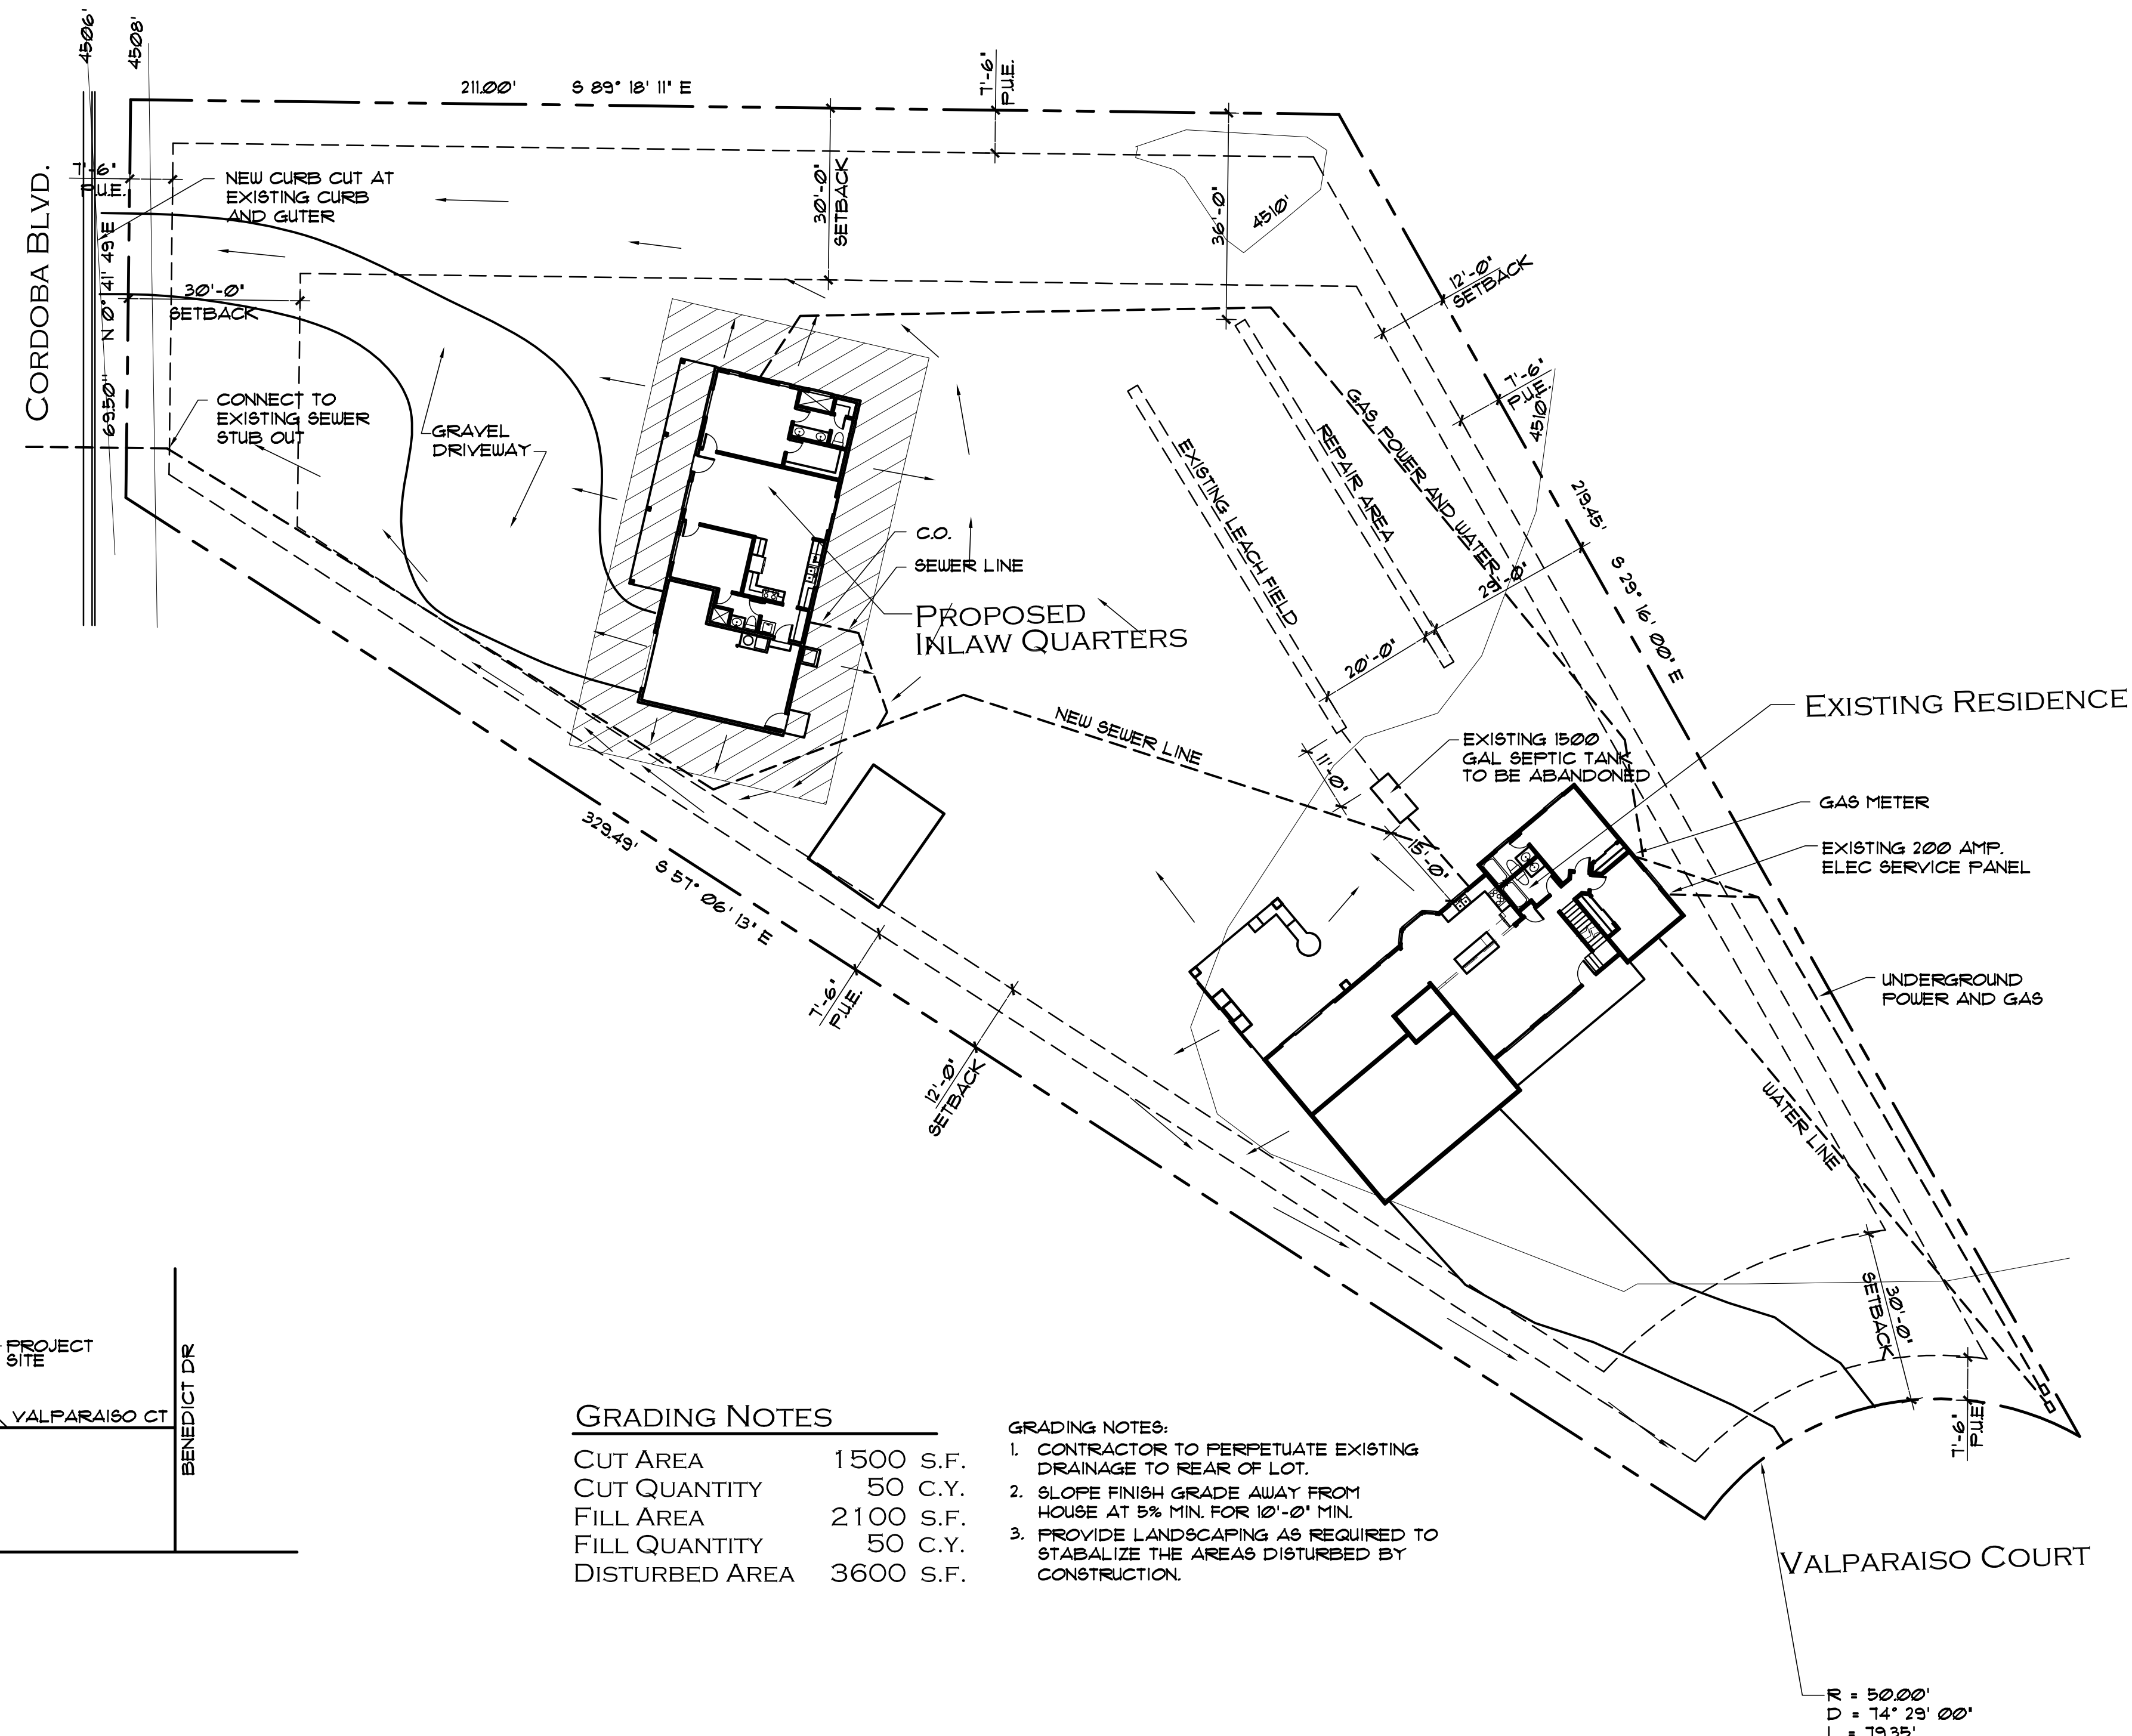 4506'
4508'
211.00' S 89° 18' 11" E
7'-6"
P.U.E.
CORDOBA BLVD.
7'-6"
P.U.E.
NEW CURB CUT AT
EXISTING CURB
AND GUTER
30'-0"
SETBACK
36'-0"
4510'
12'-0"
SETBACK
N 0° 41' 49 E
69.50"
30'-0"
SETBACK
7'-6"
P.U.E.
4510'
CONNECT TO
EXISTING SEWER
STUB OUT
GRAVEL
DRIVEWAY
GAS, POWER AND WATER
REPAIR AREA
EXISTING LEACH FIELD
219.45' S 29° 16' 00" E
C.O.
SEWER LINE
29'-0"
PROPOSED
INLAW QUARTERS
20'-0"
EXISTING RESIDENCE
NEW SEWER LINE
EXISTING 1500
GAL SEPTIC TANK
TO BE ABANDONED
11'-0"
15'-0"
GAS METER
EXISTING 200 AMP.
ELEC SERVICE PANEL
329.49' S 57° 06' 13" E
7'-6"
P.U.E.
12'-0"
SETBACK
UNDERGROUND
POWER AND GAS
WATER LINE
30'-0"
SETBACK
7'-6"
P.U.E.
PROJECT
SITE
VALPARAISO CT
BENEDICT DR
GRADING NOTES
CUT AREA 1500 S.F.
CUT QUANTITY 50 C.Y.
FILL AREA 2100 S.F.
FILL QUANTITY 50 C.Y.
DISTURBED AREA 3600 S.F.
GRADING NOTES:
1. CONTRACTOR TO PERPETUATE EXISTING
DRAINAGE TO REAR OF LOT.
2. SLOPE FINISH GRADE AWAY FROM
HOUSE AT 5% MIN. FOR 10'-0" MIN.
3. PROVIDE LANDSCAPING AS REQUIRED TO
STABALIZE THE AREAS DISTURBED BY
CONSTRUCTION.
VALPARAISO COURT
R = 50.00'
D = 74° 29' 00"
L = 79.35'